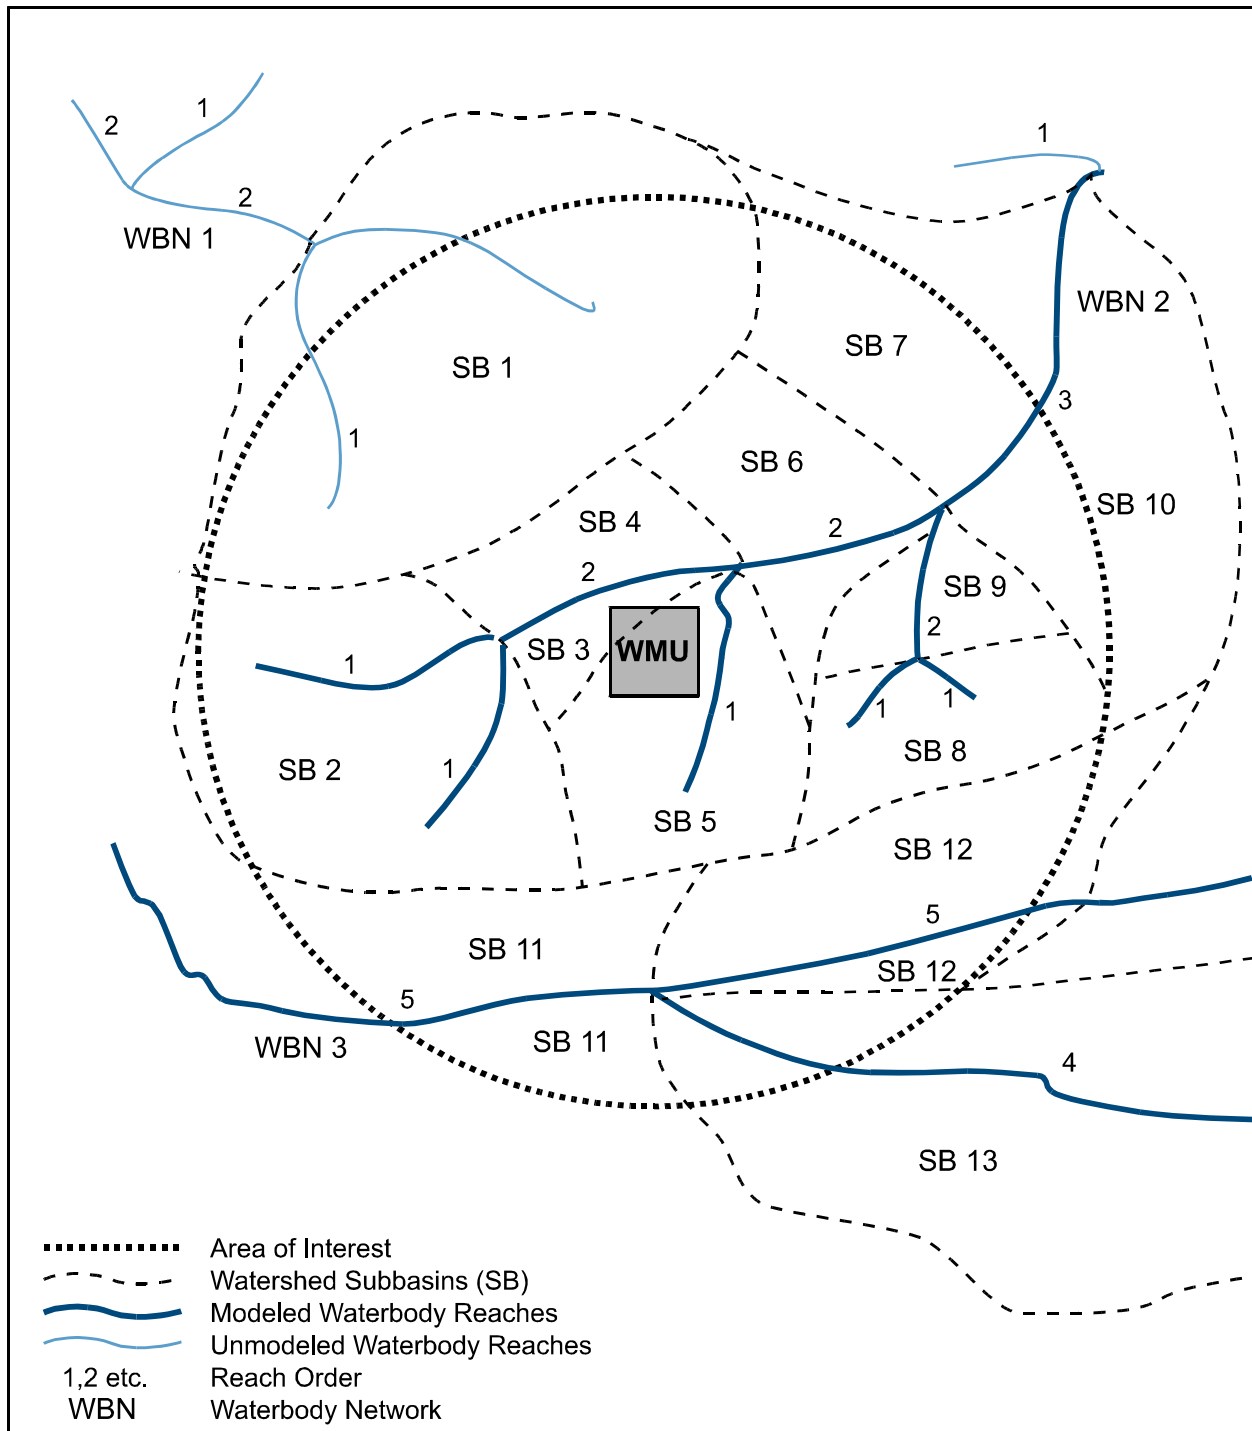 1
2
1
2
WBN 1
WBN 2
SB 7
SB 1
3
1
SB 6
SB 10
SB 4
2
2
SB 9
2
SB 3
WMU
1
1
1
1
SB 8
SB 2
1
SB 5
SB 12
5
SB 11
SB 12
5
SB 11
WBN 3
4
SB 13
Area of Interest
Watershed Subbasins (SB)
Modeled Waterbody Reaches
Unmodeled Waterbody Reaches
1,2 etc. Reach Order
WBN Waterbody Network